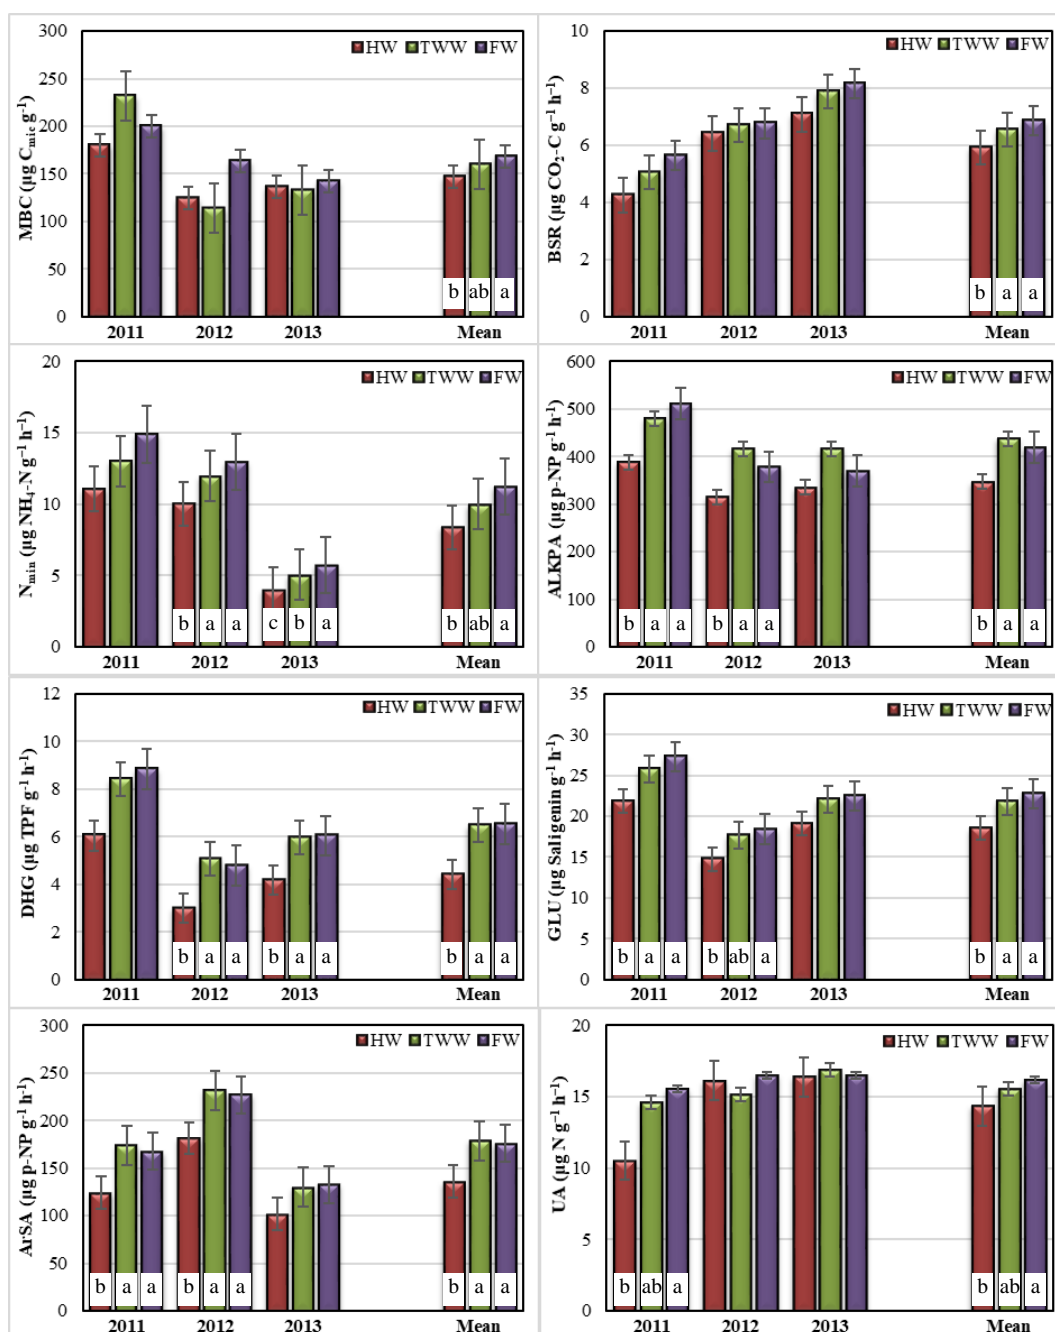 300
250
200
150
100
50
0
MBC (µg Cmic g⁻¹)
HW TWW FW
b ab a
2011 2012 2013 Mean
10
8
6
4
2
0
BSR (µg CO₂-C g⁻¹ h⁻¹)
HW TWW FW
b a a
2011 2012 2013 Mean
20
15
10
5
0
Nmin (µg NH₄-N g⁻¹ h⁻¹)
HW TWW FW
b a a c b a b ab a
2011 2012 2013 Mean
600
500
400
300
200
100
0
ALKPA (µg p-NP g⁻¹ h⁻¹)
HW TWW FW
b a a b a a b a a
2011 2012 2013 Mean
12
10
8
6
4
2
0
DHG (µg TPF g⁻¹ h⁻¹)
HW TWW FW
b a a b a a b a a
2011 2012 2013 Mean
35
30
25
20
15
10
5
0
GLU (µg Saligenin g⁻¹ h⁻¹)
HW TWW FW
b a a b ab a b a a
2011 2012 2013 Mean
300
250
200
150
100
50
0
ArSA (µg p-NP g⁻¹ h⁻¹)
HW TWW FW
b a a b a a b a a
2011 2012 2013 Mean
20
15
10
5
0
UA (µg N g⁻¹ h⁻¹)
HW TWW FW
b ab a b ab a
2011 2012 2013 Mean